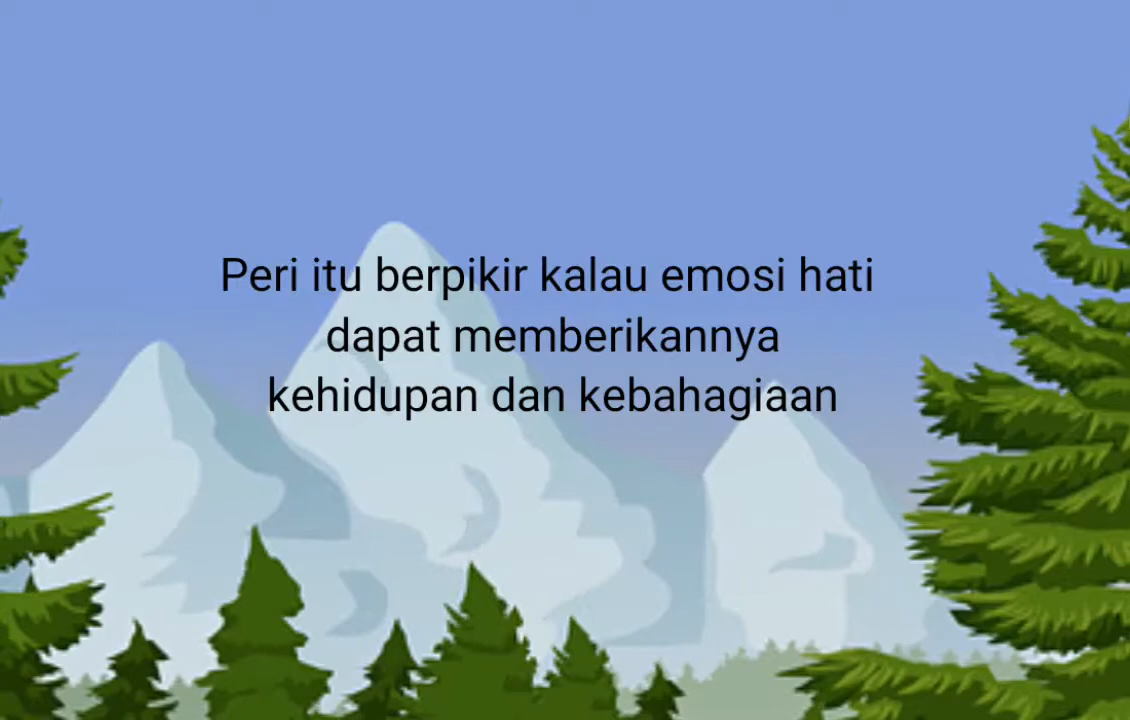 Peri itu berpikir kalau emosi hati
dapat memberikannya
kehidupan dan kebahagiaan